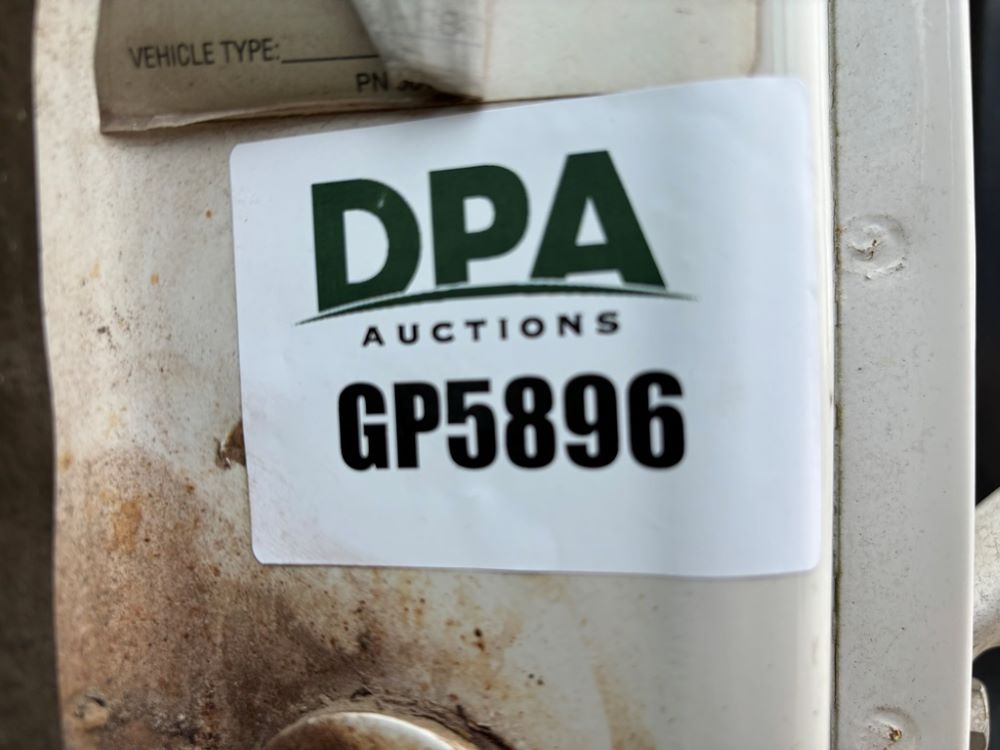 VEHICLE TYPE:
PN
DPA
AUCTIONS
GP5896